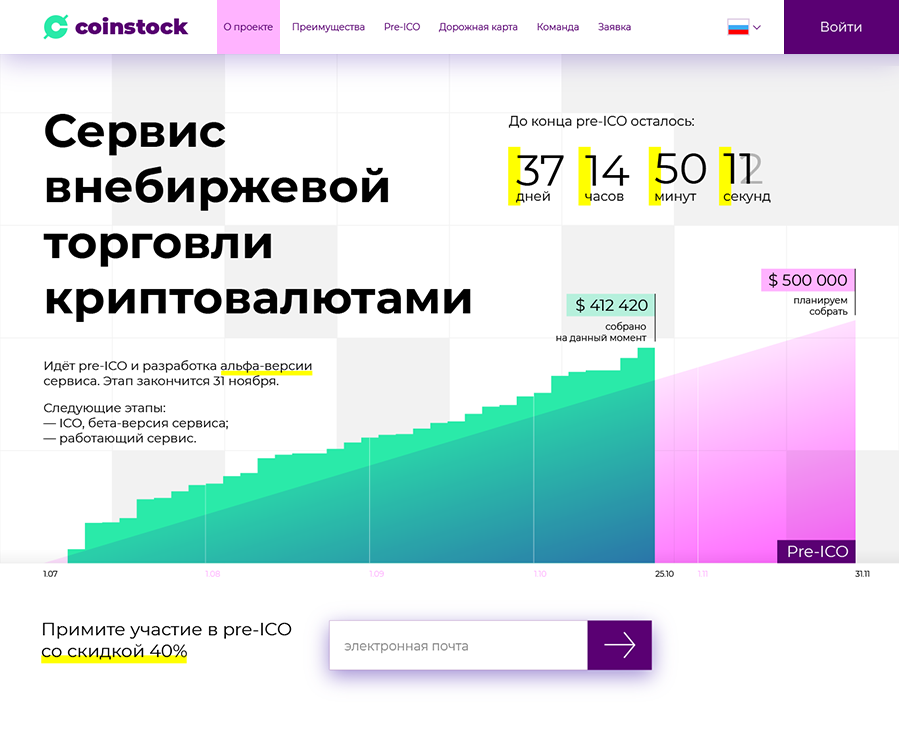 coinstock
О проекте
Преимущества
Pre-ICO
Дорожная карта
Команда
Заявка
Войти
Сервис
внебиржевой
торговли
криптовалютами
До конца pre-ICO осталось:
37 14 50 11
дней часов минут секунд
$ 500 000
планируем
собрать
$ 412 420
собрано
на данный момент
Идёт pre-ICO и разработка альфа-версии
сервиса. Этап закончится 31 ноября.
Следующие этапы:
— ICO, бета-версия сервиса;
— работающий сервис.
Pre-ICO
1.07 1.08 1.09 1.10 25.10 1.11 31.11
Примите участие в pre-ICO
со скидкой 40%
электронная почта